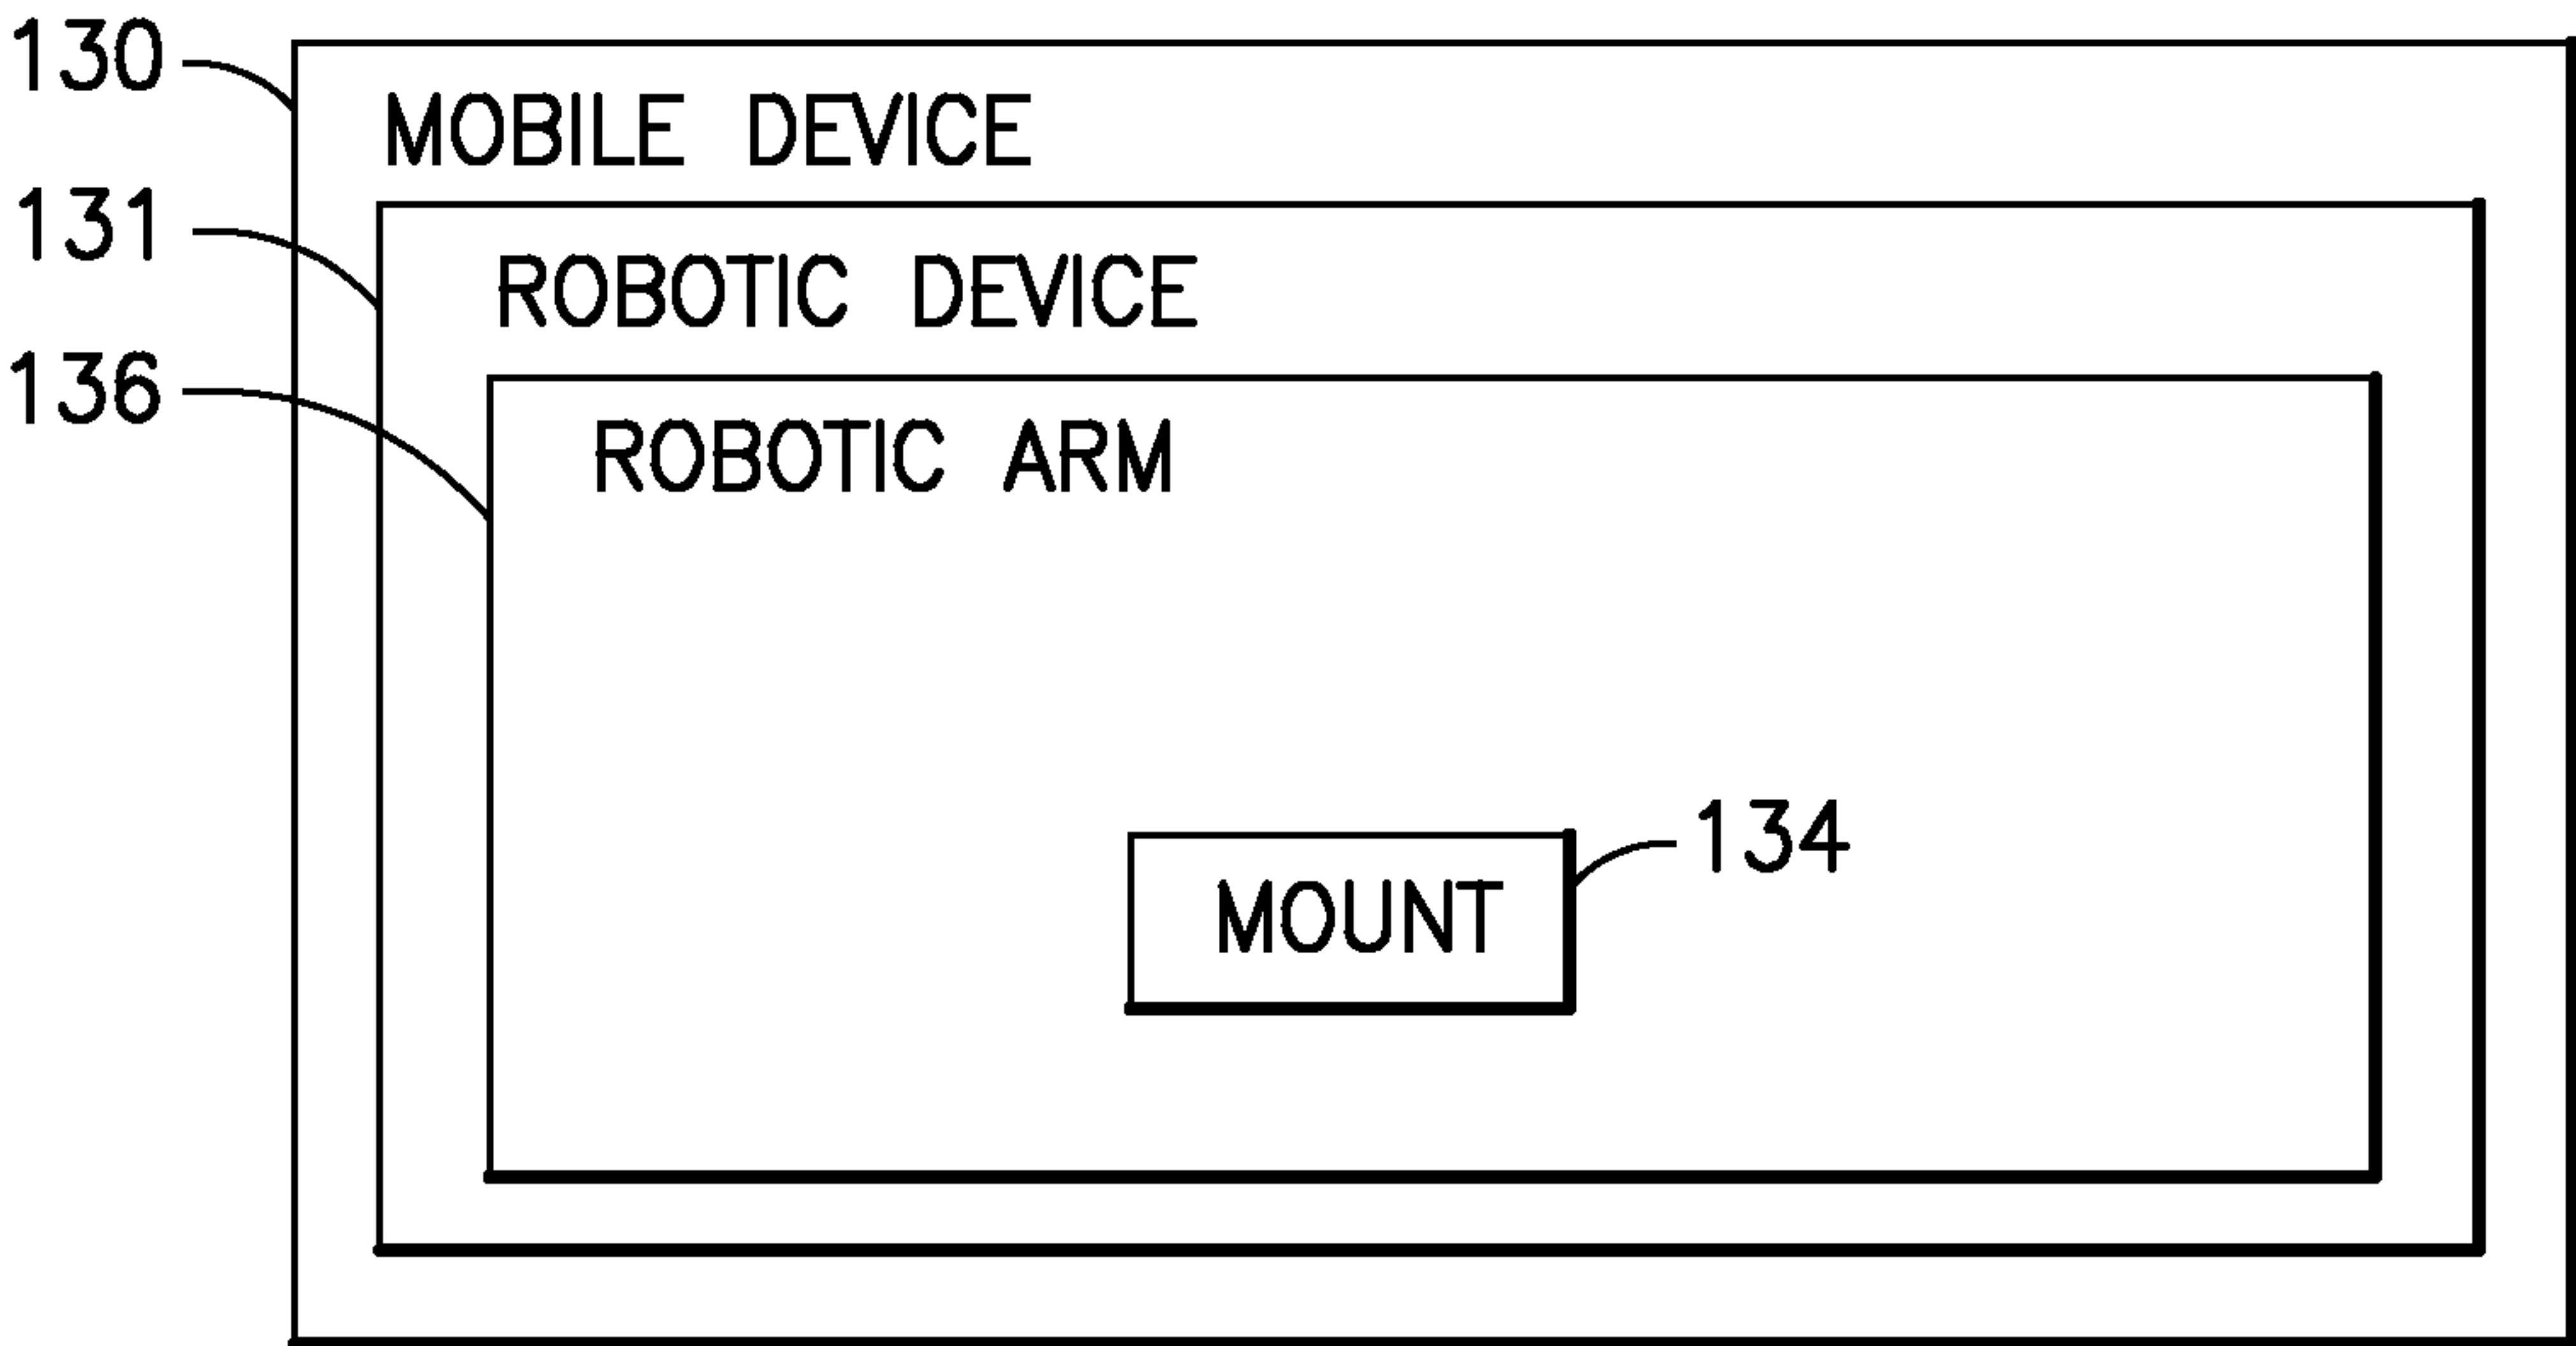 130
MOBILE DEVICE
131
ROBOTIC DEVICE
136
ROBOTIC ARM
134
MOUNT